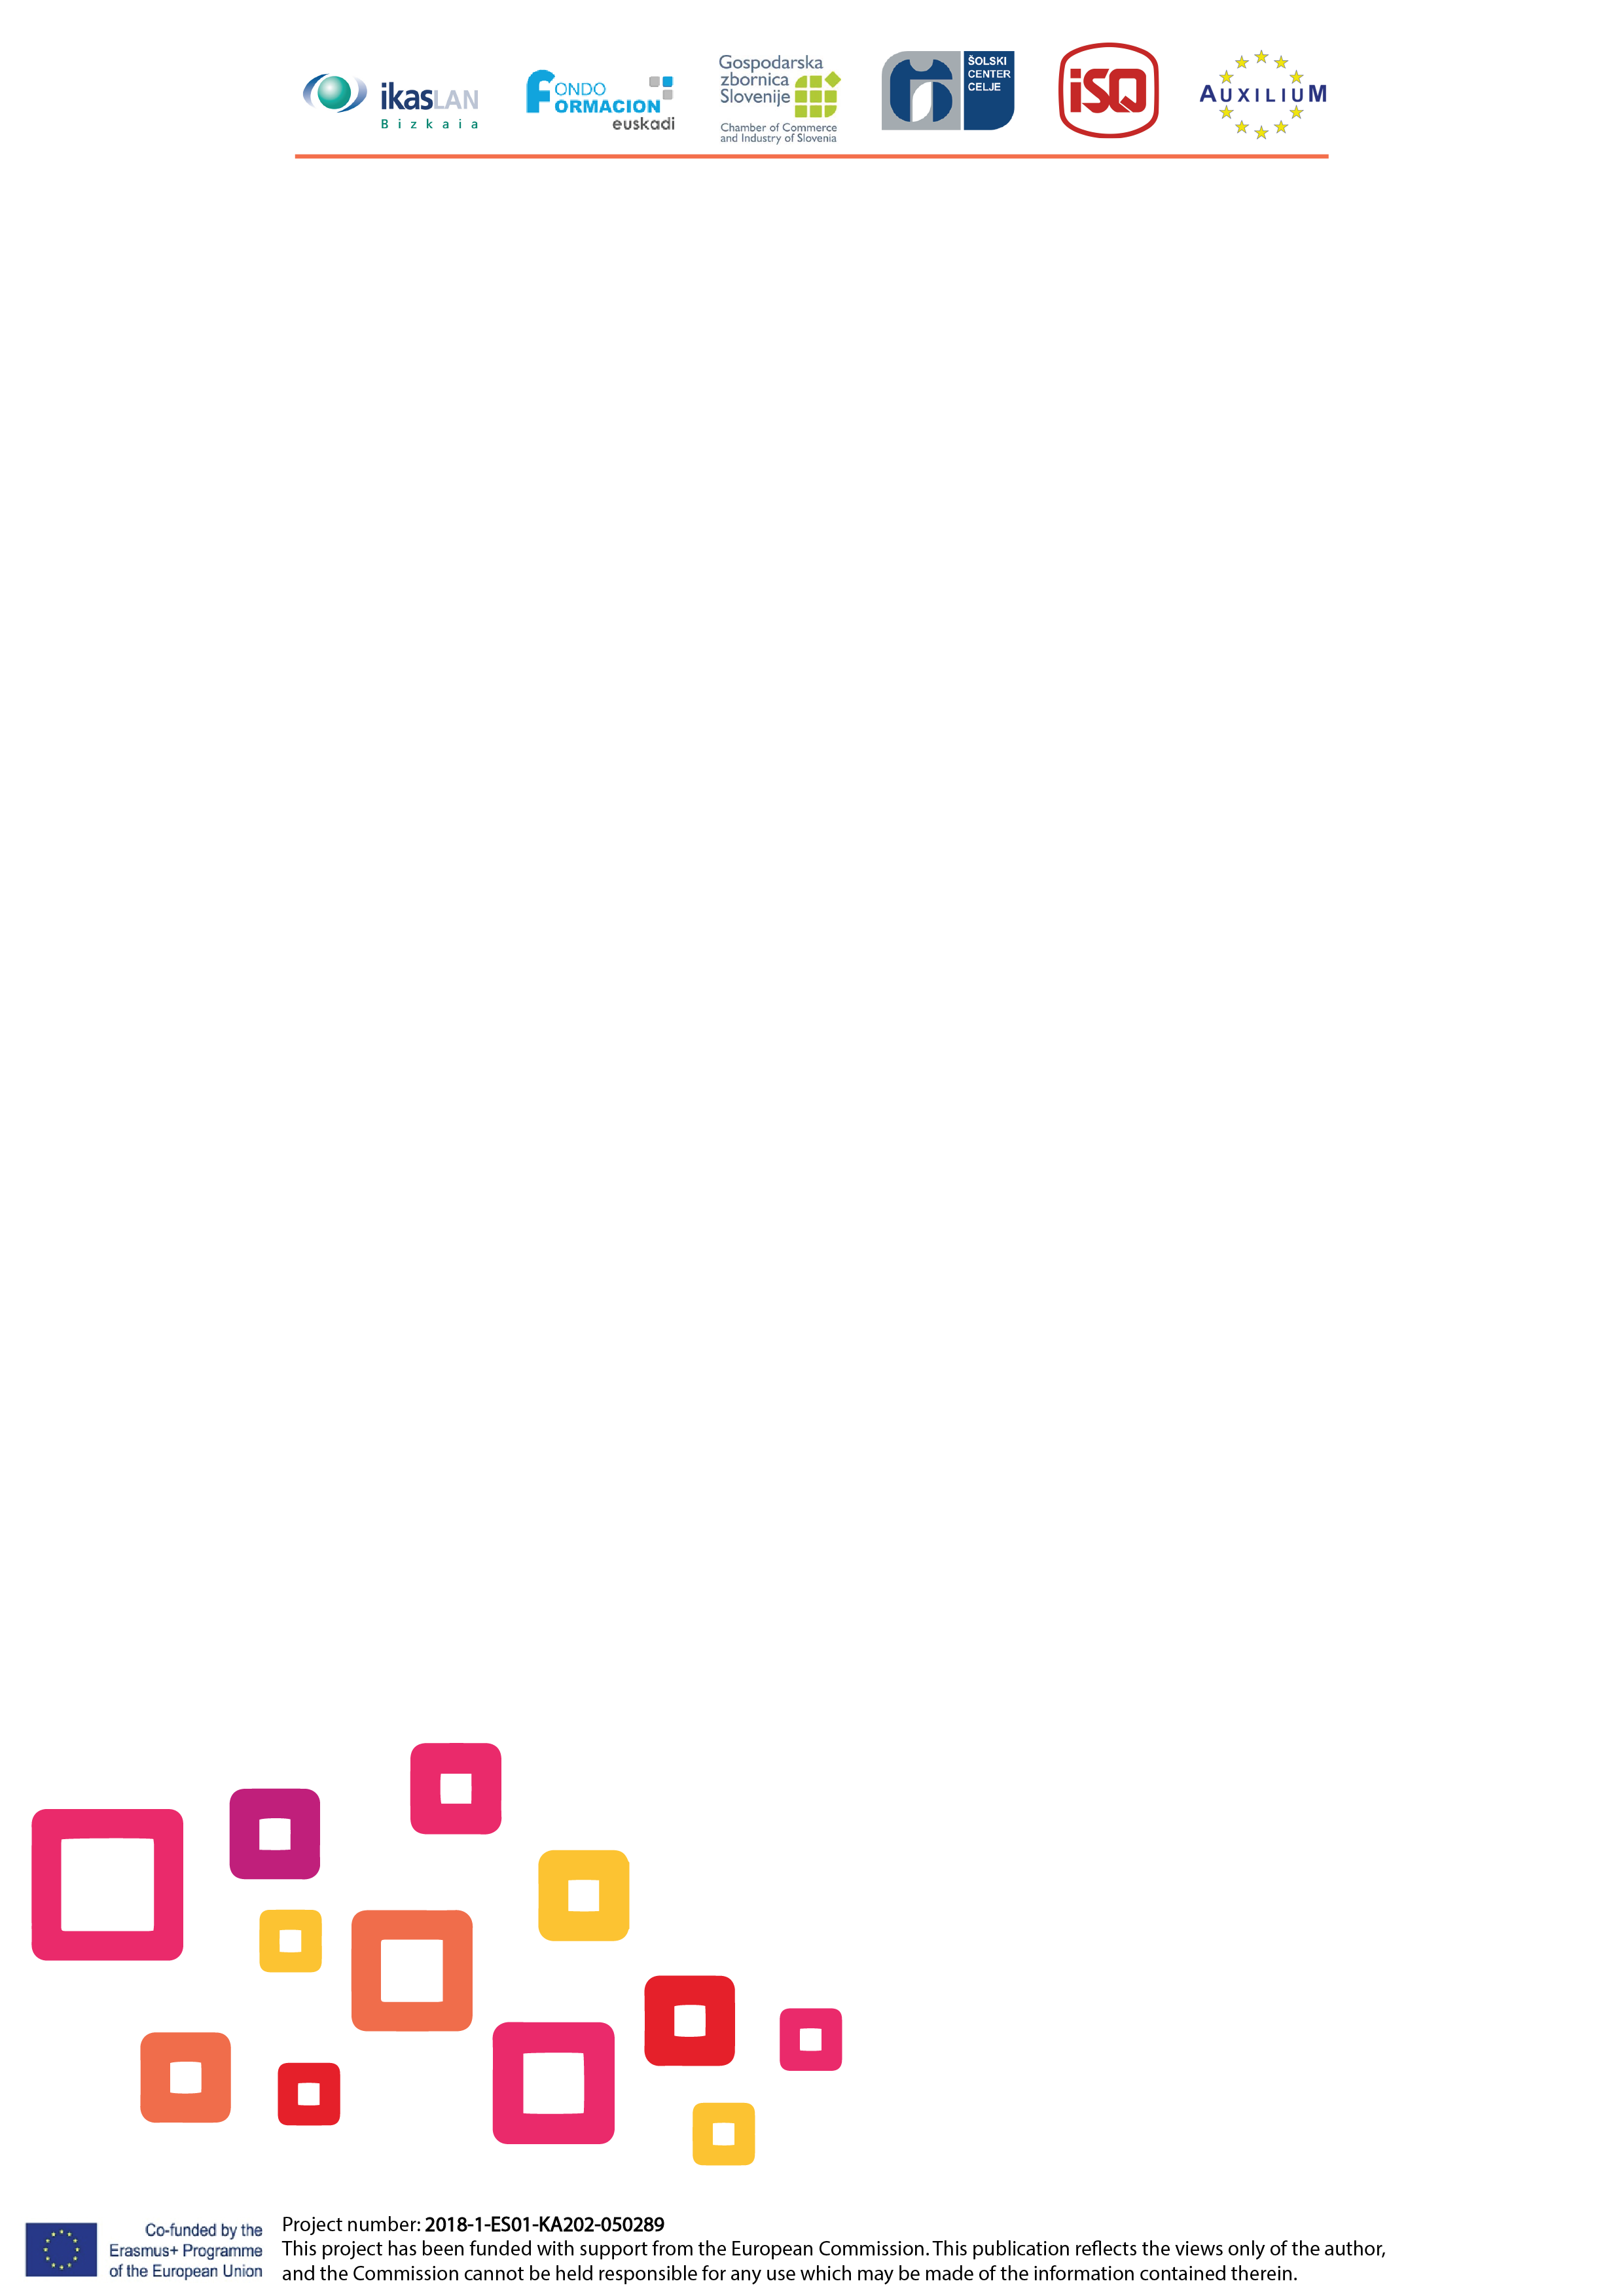 ikasLAN
Bizkaia
FONDO
FORMACION
euskadi
Gospodarska
zbornica
Slovenije
Chamber of Commerce
and Industry of Slovenia
ŠOLSKI
CENTER
CELJE
iSQ
AUXILIUM
Co-funded by the
Erasmus+ Programme
of the European Union
Project number: 2018-1-ES01-KA202-050289
This project has been funded with support from the European Commission. This publication reflects the views only of the author,
and the Commission cannot be held responsible for any use which may be made of the information contained therein.